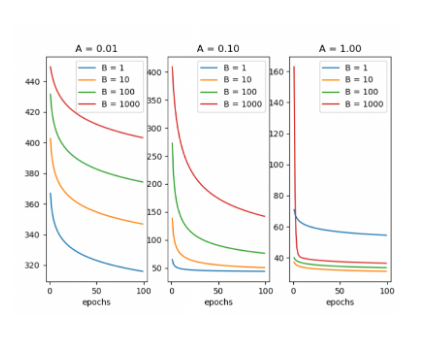 A = 0.01
B = 1
B = 10
B = 100
B = 1000
440
420
400
380
360
340
320
0
50
100
epochs
A = 0.10
B = 1
B = 10
B = 100
B = 1000
400
350
300
250
200
150
100
50
0
50
100
epochs
A = 1.00
B = 1
B = 10
B = 100
B = 1000
160
140
120
100
80
60
40
0
50
100
epochs